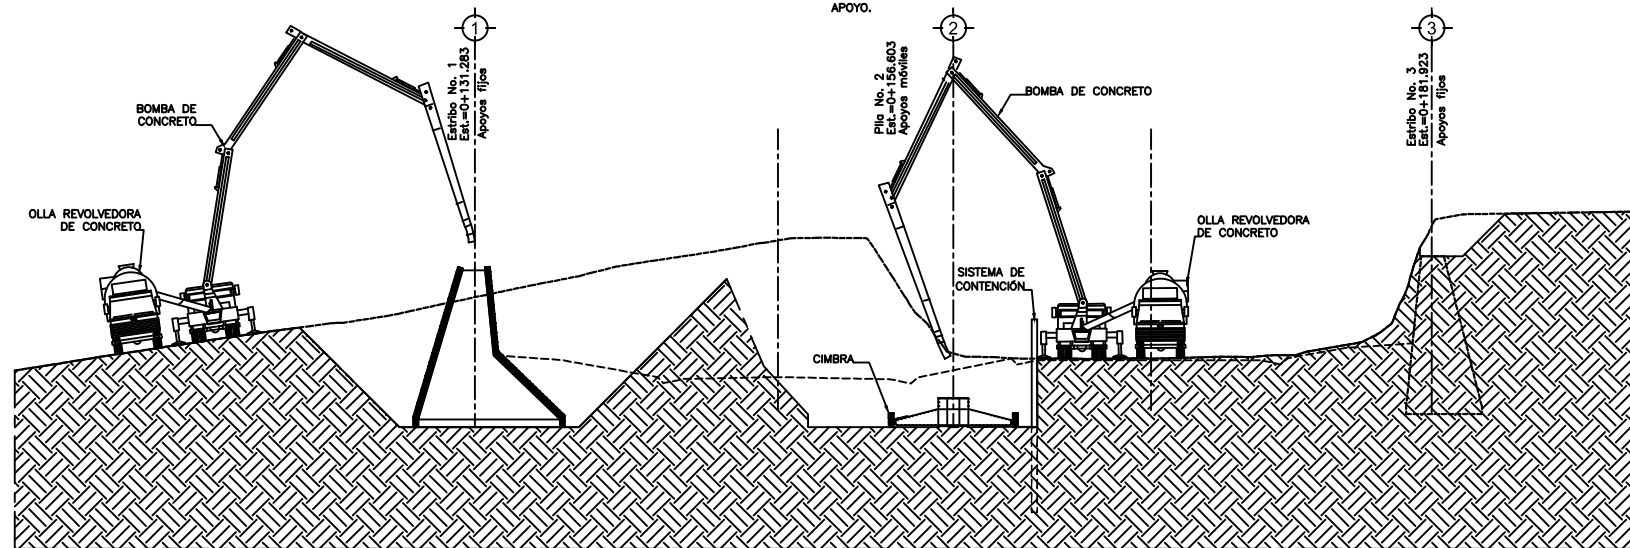 APOYO.
1
2
3
Estribo No. 1
Est.=0+131.283
Apoyos fijos
Pila No. 2
Est.=0+156.603
Apoyos móviles
Estribo No. 3
Est.=0+181.923
Apoyos fijos
BOMBA DE
CONCRETO
BOMBA DE CONCRETO
OLLA REVOLVEDORA
DE CONCRETO
OLLA REVOLVEDORA
DE CONCRETO
SISTEMA DE
CONTENCIÓN
CIMBRA